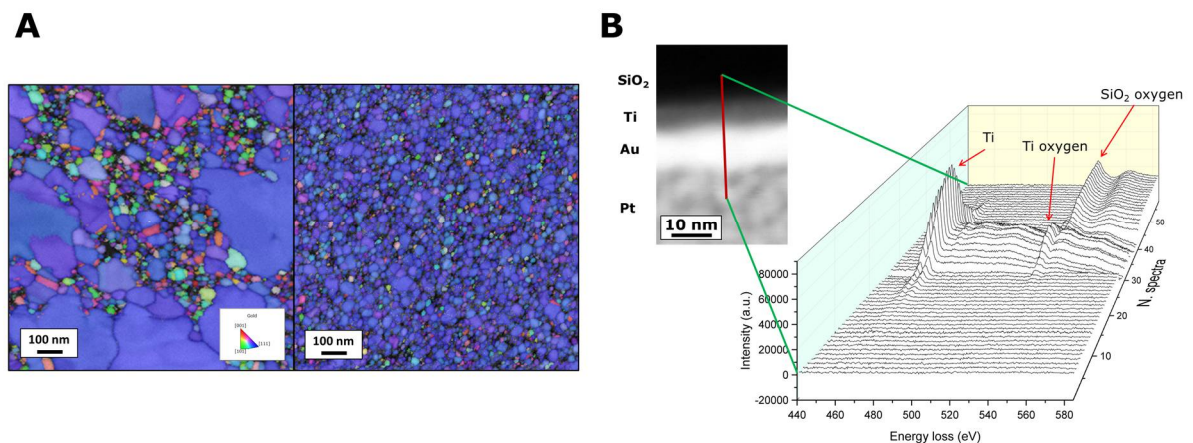 A
B
100 nm
Gold
[001]
[101]
[111]
100 nm
SiO₂
Ti
Au
Pt
10 nm
SiO₂ oxygen
Ti oxygen
Ti
Intensity (a.u.)
80000
60000
40000
20000
0
-20000
440
460
480
500
520
540
560
580
Energy loss (eV)
10
20
30
40
50
N. spectra